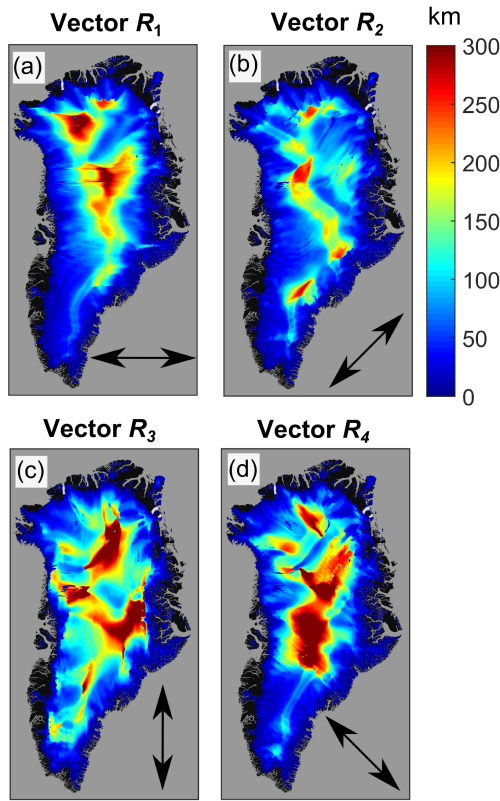 Vector R₁
Vector R₂
km
(a)
(b)
300
250
200
150
100
50
0
Vector R₃
Vector R₄
(c)
(d)